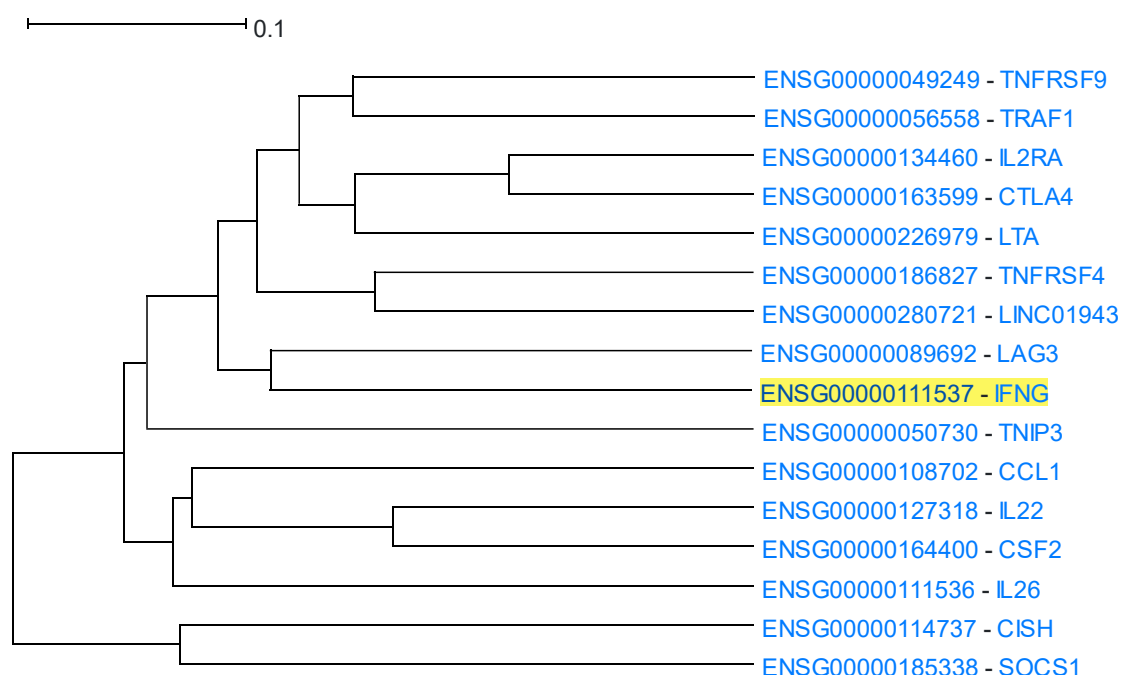 0.1
ENSG00000049249 - TNFRSF9
ENSG00000056558 - TRAF1
ENSG00000134460 - IL2RA
ENSG00000163599 - CTLA4
ENSG00000226979 - LTA
ENSG00000186827 - TNFRSF4
ENSG00000280721 - LINC01943
ENSG00000089692 - LAG3
ENSG00000111537 - IFNG
ENSG00000050730 - TNIP3
ENSG00000108702 - CCL1
ENSG00000127318 - IL22
ENSG00000164400 - CSF2
ENSG00000111536 - IL26
ENSG00000114737 - CISH
ENSG00000185338 - SOCS1